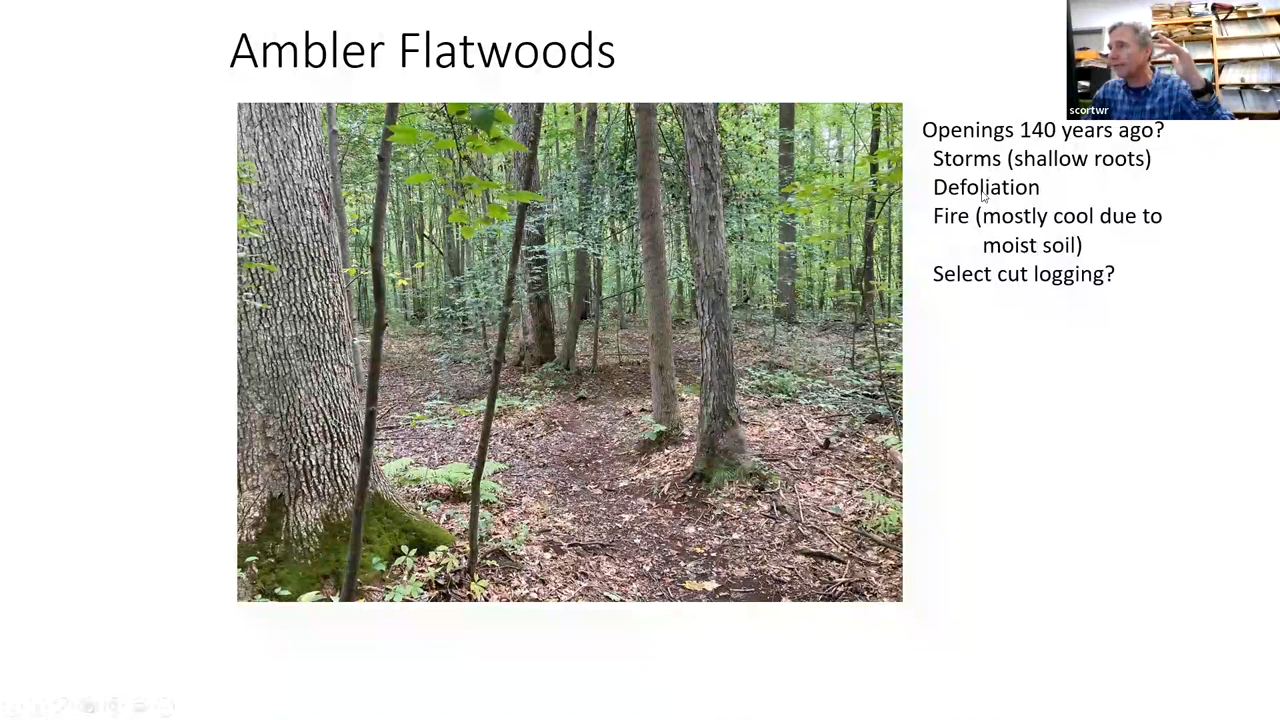 Ambler Flatwoods
scortwr
Openings 140 years ago?
Storms (shallow roots)
Defoliation
Fire (mostly cool due to
moist soil)
Select cut logging?